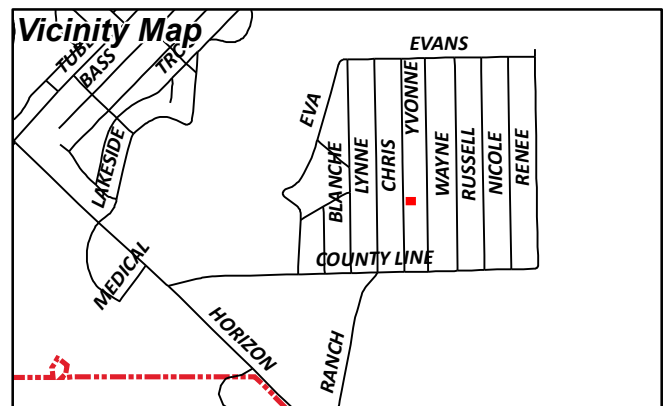 Vicinity Map
BASS
LAKESIDE
MEDICAL
HORIZON
RANCH
COUNTY LINE
EVANS
EVA
BLANCHE
LYNNE
CHRIS
YVONNE
WAYNE
RUSSELL
NICOLE
RENEE